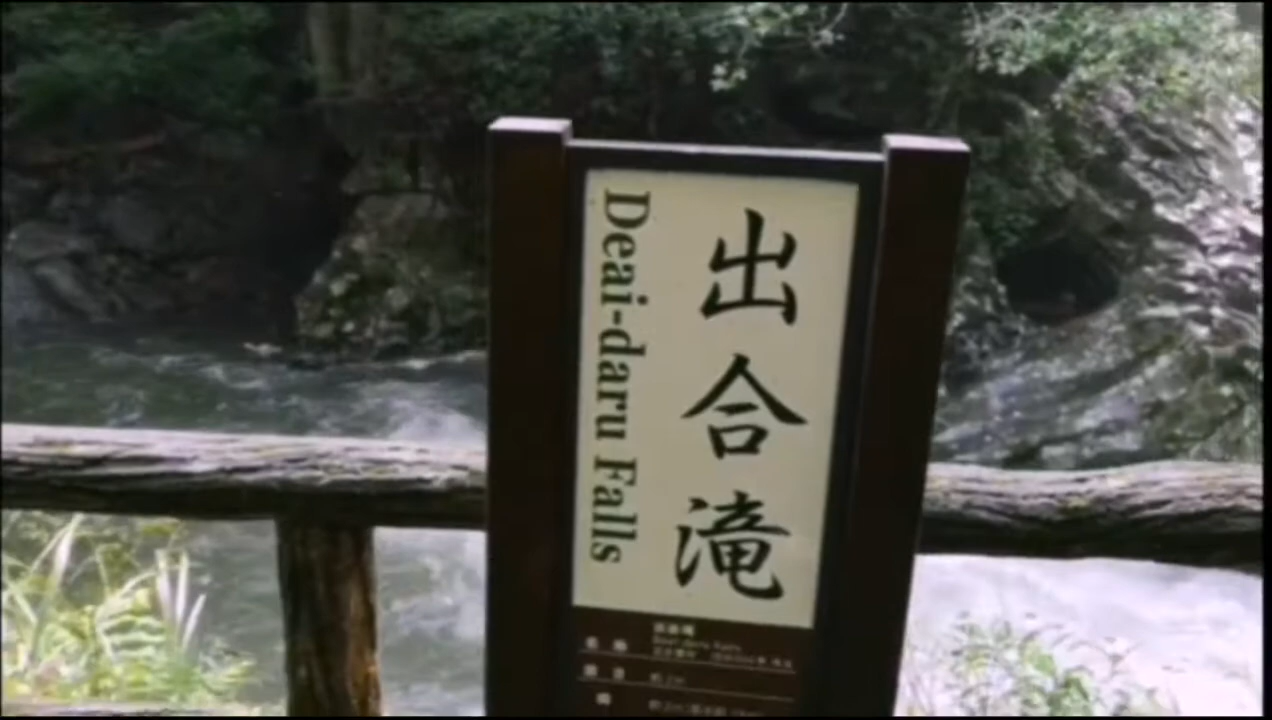 出合滝
Deai-daru Falls